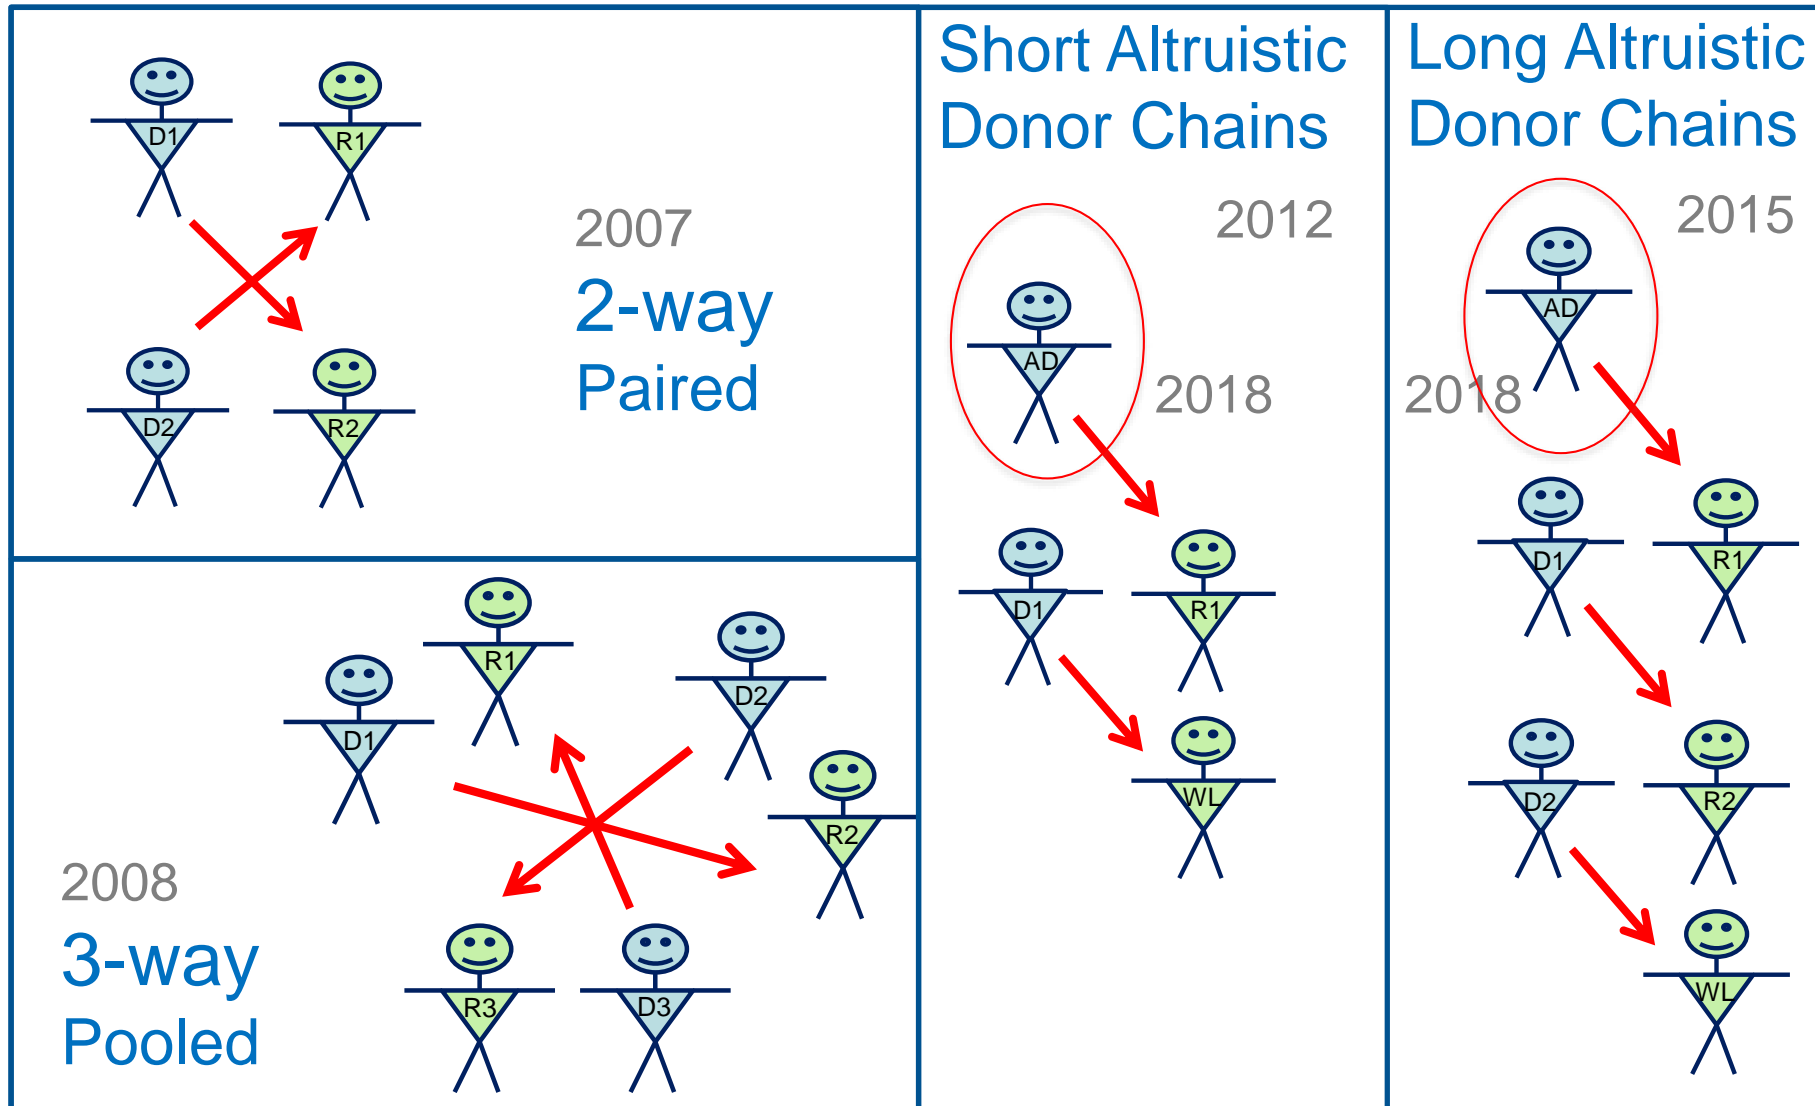 D1
R1
2007
2-way
Paired
D2
R2
R1
D2
D1
R2
2008
3-way
Pooled
R3
D3
Short Altruistic
Donor Chains
2012
AD
2018
D1
R1
WL
Long Altruistic
Donor Chains
2015
AD
2018
D1
R1
D2
R2
WL